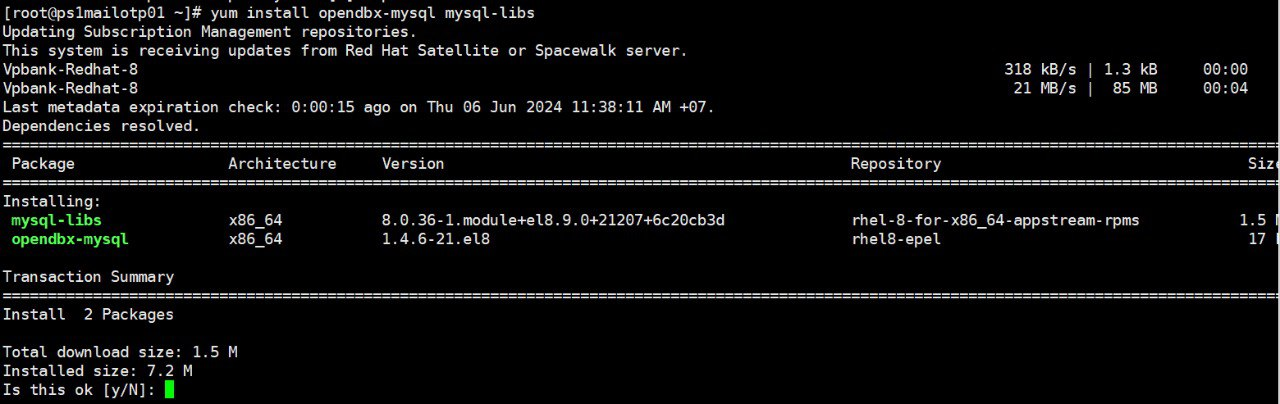 [root@ps1mailotp01 ~]# yum install opendbx-mysql mysql-libs
Updating Subscription Management repositories.
This system is receiving updates from Red Hat Satellite or Spacewalk server.
Vpbank-Redhat-8 318 kB/s | 1.3 kB 00:00
Vpbank-Redhat-8 21 MB/s | 85 MB 00:04
Last metadata expiration check: 0:00:15 ago on Thu 06 Jun 2024 11:38:11 AM +07.
Dependencies resolved.
Package Architecture Version Repository Size
Installing:
mysql-libs x86_64 8.0.36-1.module+el8.9.0+21207+6c20cb3d rhel-8-for-x86_64-appstream-rpms 1.5 M
opendbx-mysql x86_64 1.4.6-21.el8 rhel8-epel 17
Transaction Summary
Install 2 Packages
Total download size: 1.5 M
Installed size: 7.2 M
Is this ok [y/N]: